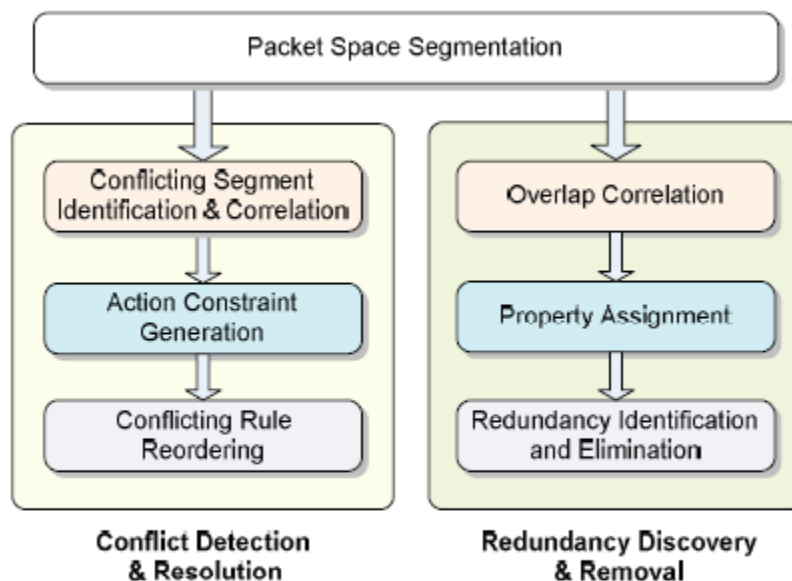 Packet Space Segmentation
Conflicting Segment
Identification & Correlation
Action Constraint
Generation
Conflicting Rule
Reordering
Conflict Detection
& Resolution
Overlap Correlation
Property Assignment
Redundancy Identification
and Elimination
Redundancy Discovery
& Removal